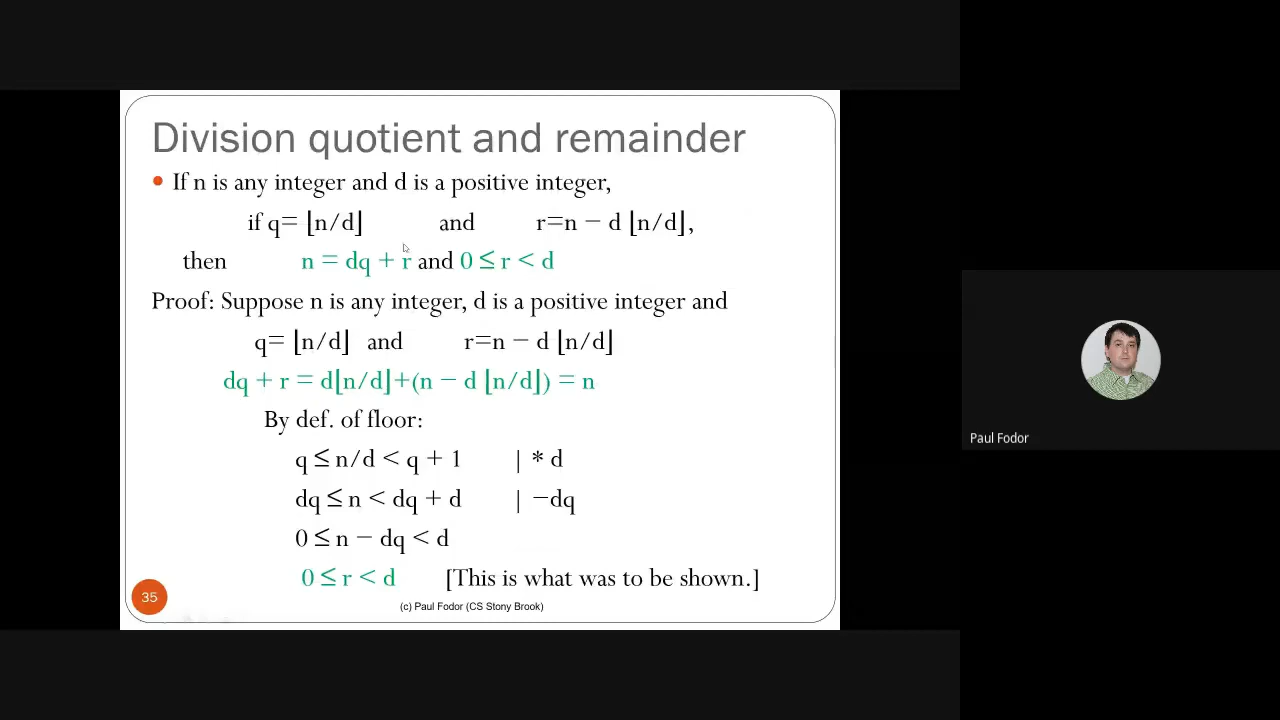 Division quotient and remainder
• If n is any integer and d is a positive integer,
if q= ⌊n/d⌋ and r=n − d ⌊n/d⌋,
then n = dq + r and 0 ≤ r < d
Proof: Suppose n is any integer, d is a positive integer and
q= ⌊n/d⌋ and r=n − d ⌊n/d⌋
dq + r = d⌊n/d⌋+(n − d ⌊n/d⌋) = n
By def. of floor:
q ≤ n/d < q + 1 | * d
dq ≤ n < dq + d | −dq
0 ≤ n − dq < d
0 ≤ r < d [This is what was to be shown.]
35
(c) Paul Fodor (CS Stony Brook)
Paul Fodor